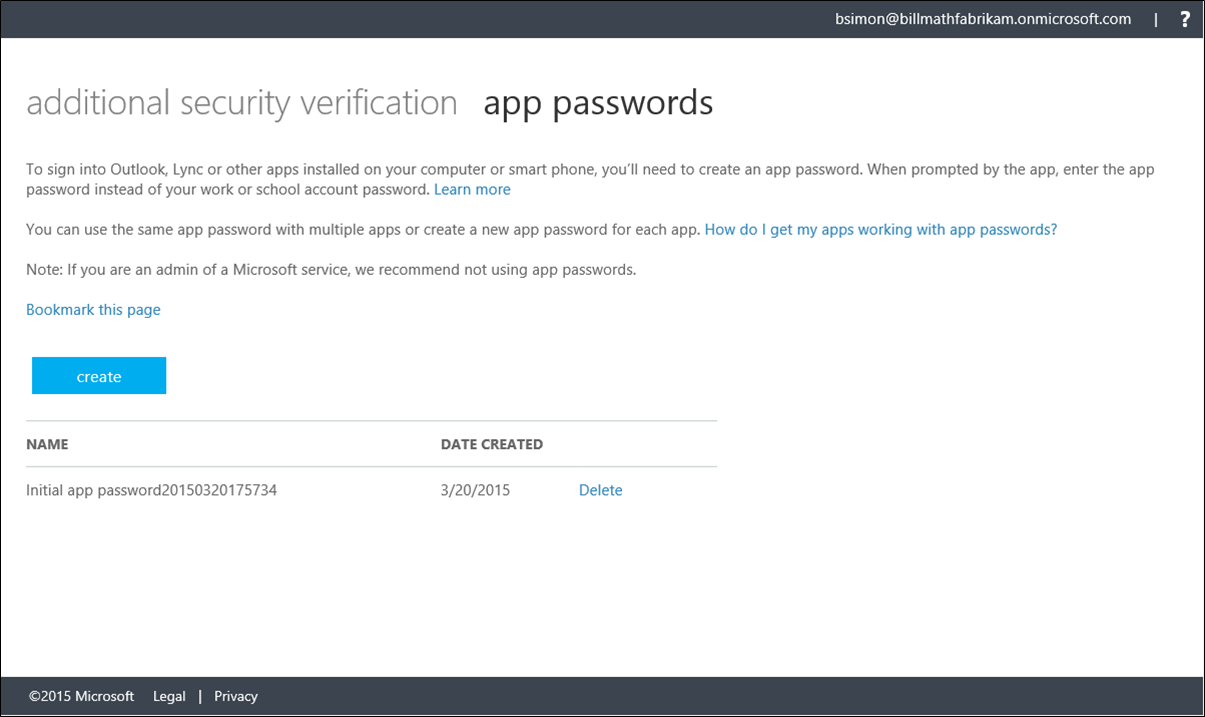 bsimon@billmathfabrikam.onmicrosoft.com | ?
additional security verification app passwords
To sign into Outlook, Lync or other apps installed on your computer or smart phone, you’ll need to create an app password. When prompted by the app, enter the app
password instead of your work or school account password. Learn more
You can use the same app password with multiple apps or create a new app password for each app. How do I get my apps working with app passwords?
Note: If you are an admin of a Microsoft service, we recommend not using app passwords.
Bookmark this page
create
NAME DATE CREATED
Initial app password20150320175734 3/20/2015 Delete
©2015 Microsoft Legal | Privacy